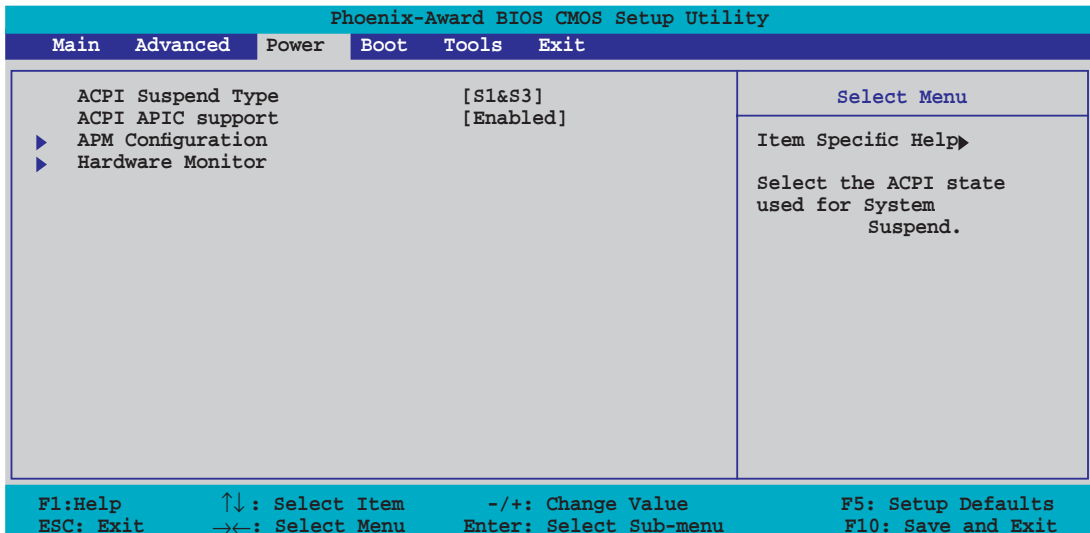 Phoenix-Award BIOS CMOS Setup Utility
Main Advanced Power Boot Tools Exit
ACPI Suspend Type [S1&S3]
ACPI APIC support [Enabled]
APM Configuration
Hardware Monitor
Select Menu
Item Specific Help
Select the ACPI state
used for System
Suspend.
F1:Help ↑↓: Select Item -/+: Change Value F5: Setup Defaults
ESC: Exit →←: Select Menu Enter: Select Sub-menu F10: Save and Exit